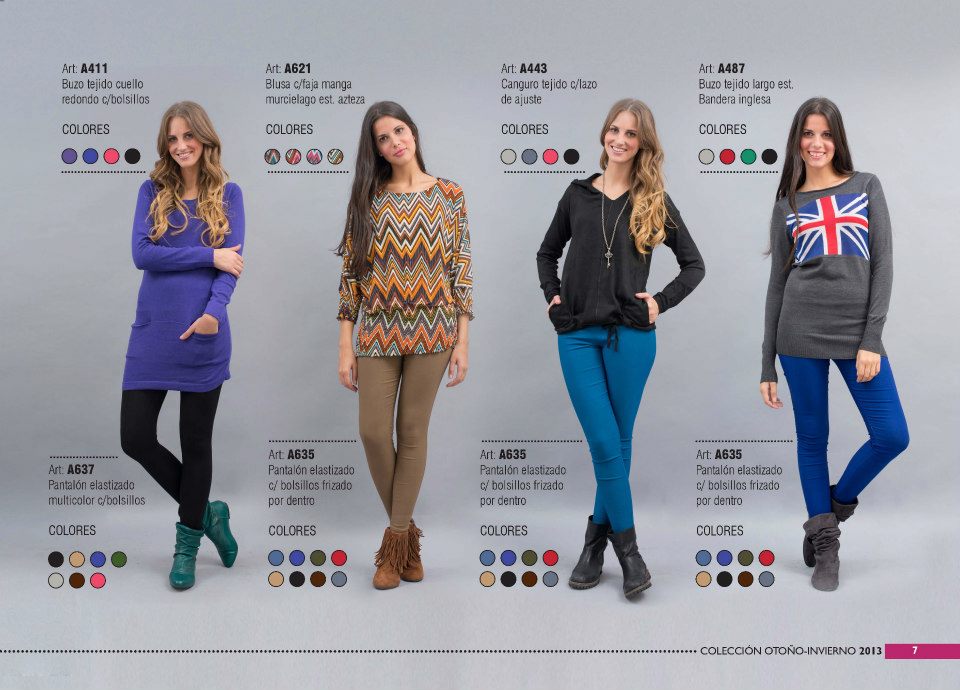 Art: A411
Buzo tejido cuello
redondo c/bolsillos
COLORES
Art: A621
Blusa c/faja manga
murcielago est. azteza
COLORES
Art: A443
Canguro tejido c/lazo
de ajuste
COLORES
Art: A487
Buzo tejido largo est.
Bandera inglesa
COLORES
Art: A637
Pantalón elastizado
multicolor c/bolsillos
COLORES
Art: A635
Pantalón elastizado
c/ bolsillos frizado
por dentro
COLORES
Art: A635
Pantalón elastizado
c/ bolsillos frizado
por dentro
COLORES
Art: A635
Pantalón elastizado
c/ bolsillos frizado
por dentro
COLORES
COLECCIÓN OTOÑO-INVIERNO 2013 7